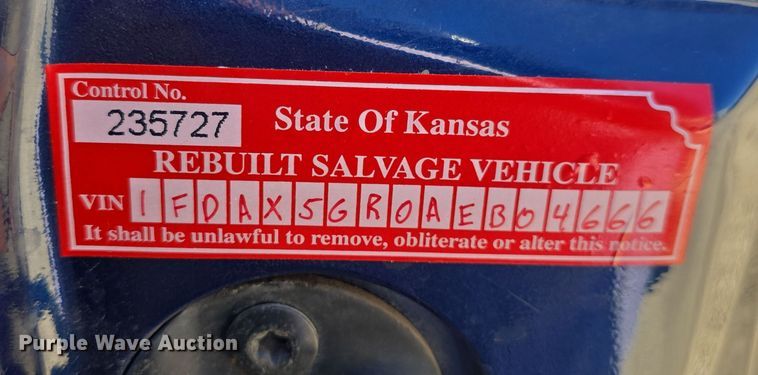 Control No.
235727
State Of Kansas
REBUILT SALVAGE VEHICLE
VIN 1FDAX5GR0AEB04666
It shall be unlawful to remove, obliterate or alter this notice.
Purple Wave Auction